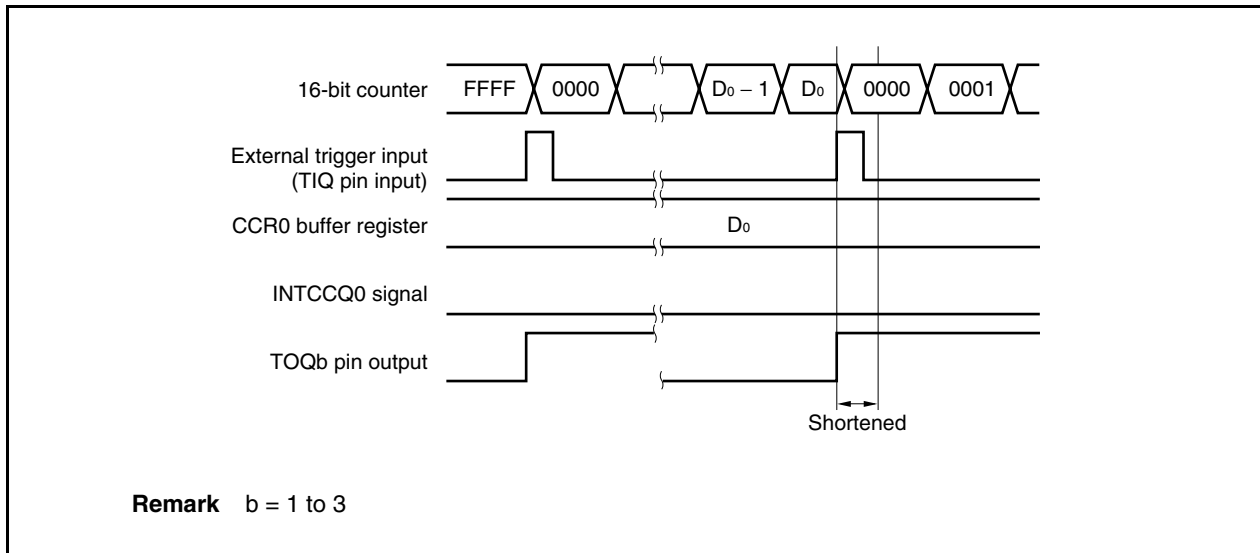 16-bit counter FFFF 0000 D₀ − 1 D₀ 0000 0001
External trigger input
(TIQ pin input)
CCR0 buffer register D₀
INTCCQ0 signal
TOQb pin output
Shortened
Remark b = 1 to 3